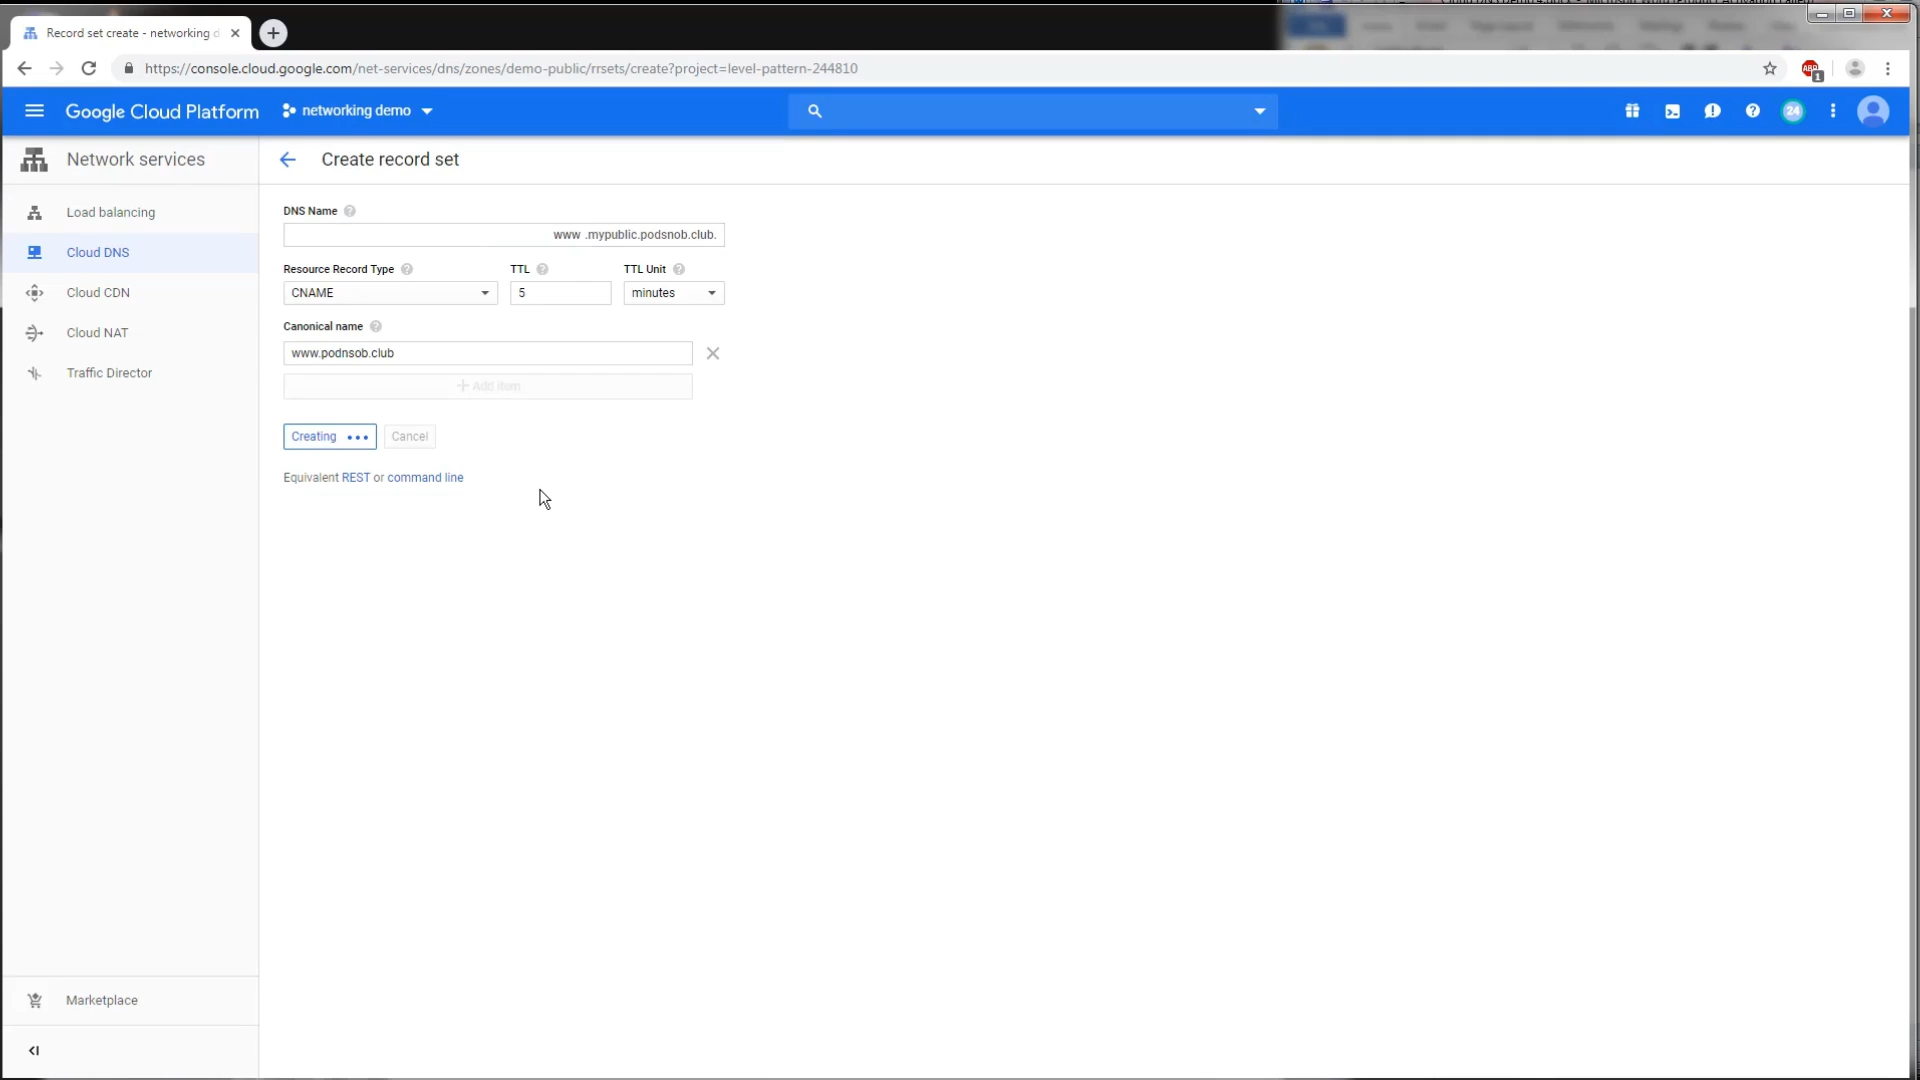 Record set create - networking d
https://console.cloud.google.com/net-services/dns/zones/demo-public/rrsets/create?project=level-pattern-244810
ABP
1
Google Cloud Platform
networking demo
24
Network services
Create record set
Load balancing
Cloud DNS
Cloud CDN
Cloud NAT
Traffic Director
DNS Name
www .mypublic.podsnob.club.
Resource Record Type
TTL
TTL Unit
CNAME
5
minutes
Canonical name
www.podnsob.club
Add item
Creating
Cancel
Equivalent REST or command line
Marketplace